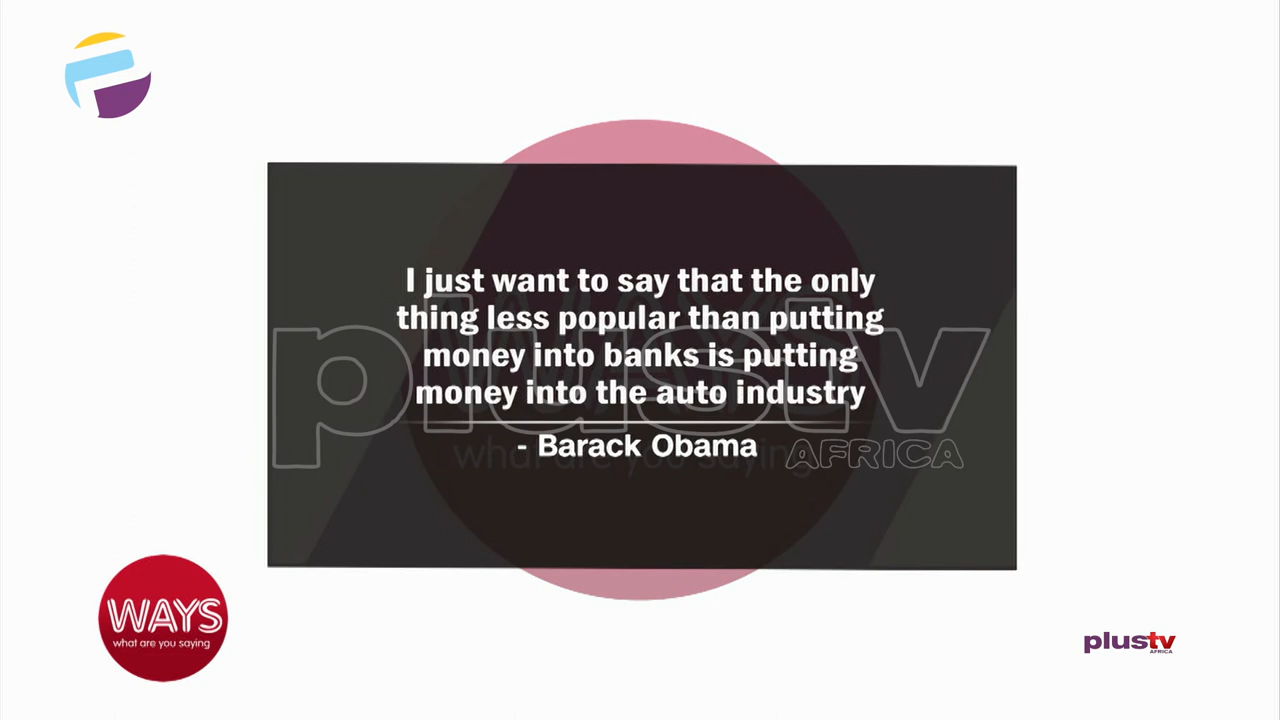 I just want to say that the only
thing less popular than putting
money into banks is putting
money into the auto industry
- Barack Obama
plustv
AFRICA
what are you saying
WAYS
what are you saying
plustv
AFRICA